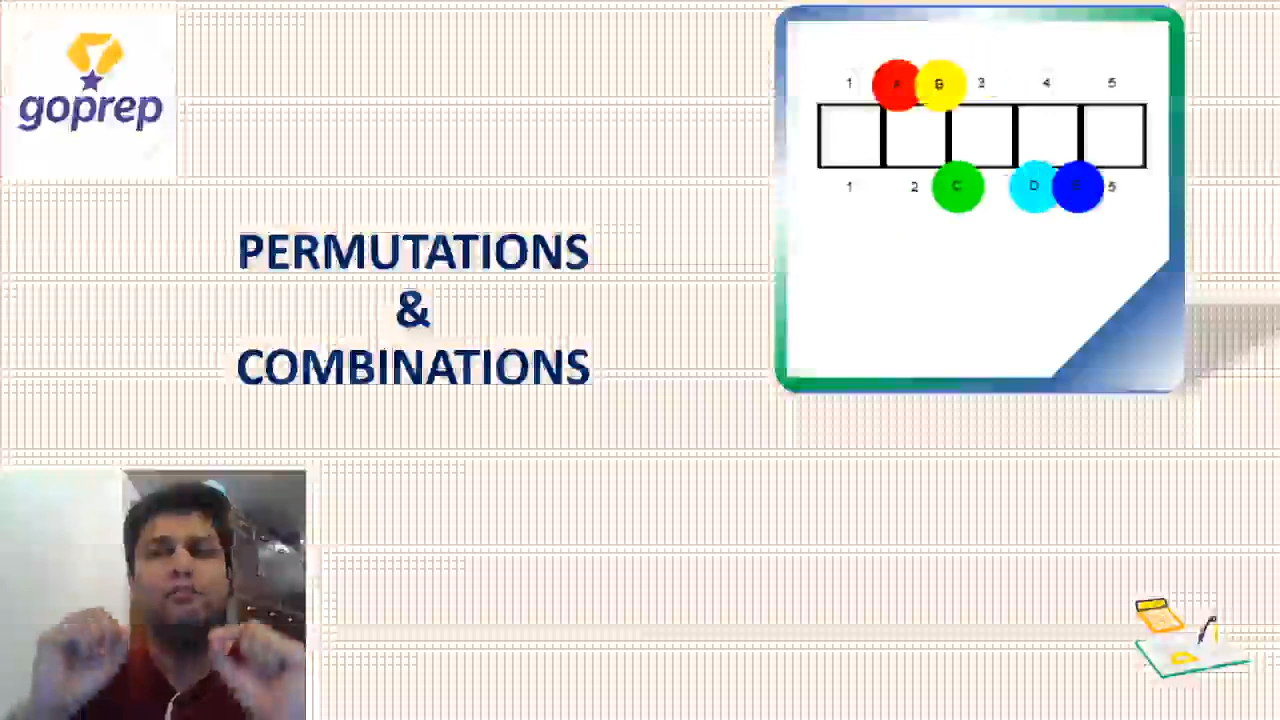 goprep
PERMUTATIONS
&
COMBINATIONS
1 A B 3 4 5
1 2 C D E 5